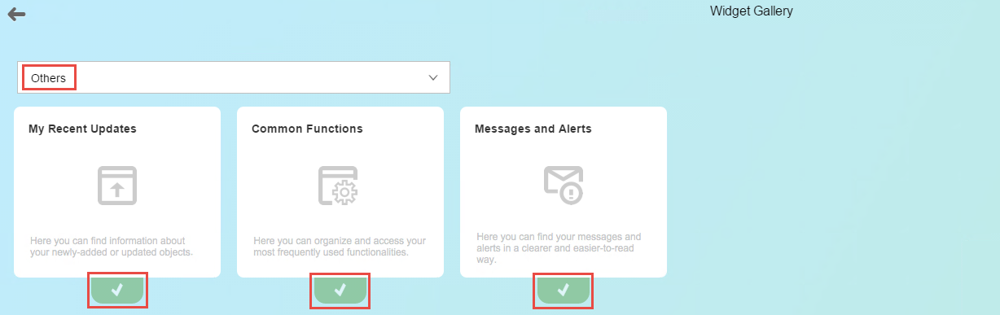 Widget Gallery
Others
My Recent Updates
Here you can find information about
your newly-added or updated objects.
Common Functions
Here you can organize and access your
most frequently used functionalities.
Messages and Alerts
Here you can find your messages and
alerts in a clearer and easier-to-read
way.